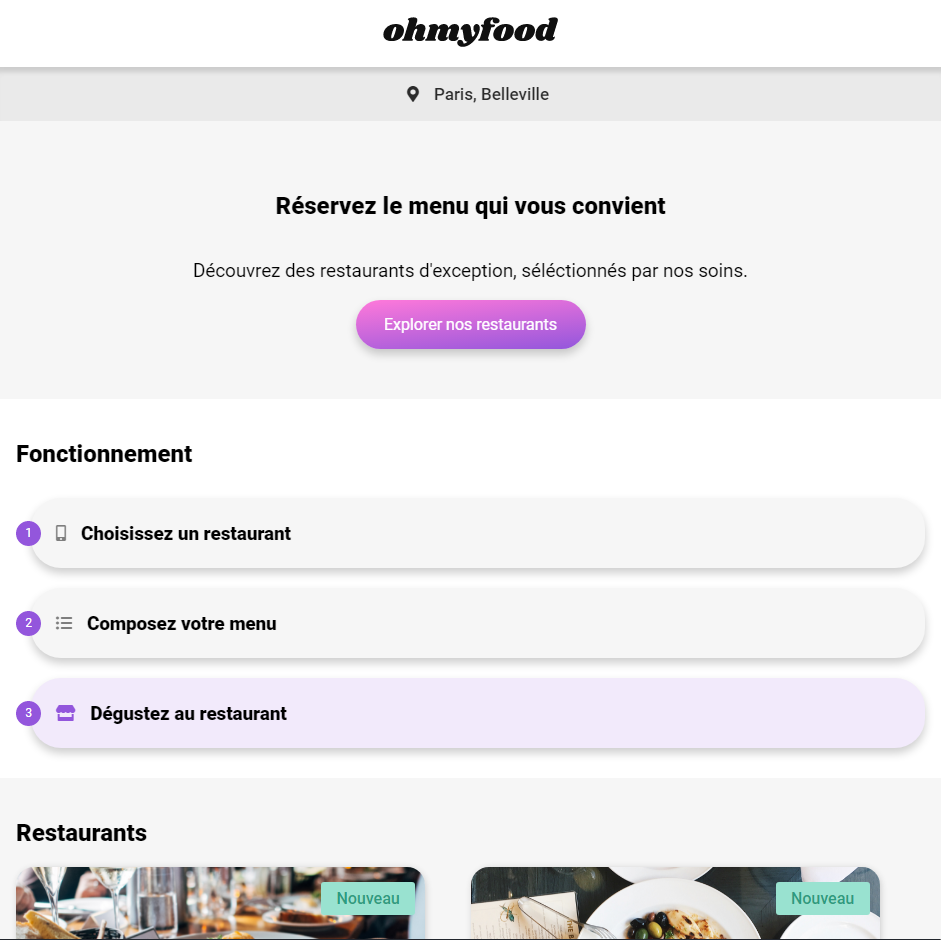 ohmyfood
Paris, Belleville
Réservez le menu qui vous convient
Découvrez des restaurants d'exception, séléctionnés par nos soins.
Explorer nos restaurants
Fonctionnement
1 Choisissez un restaurant
2 Composez votre menu
3 Dégustez au restaurant
Restaurants
Nouveau
Nouveau